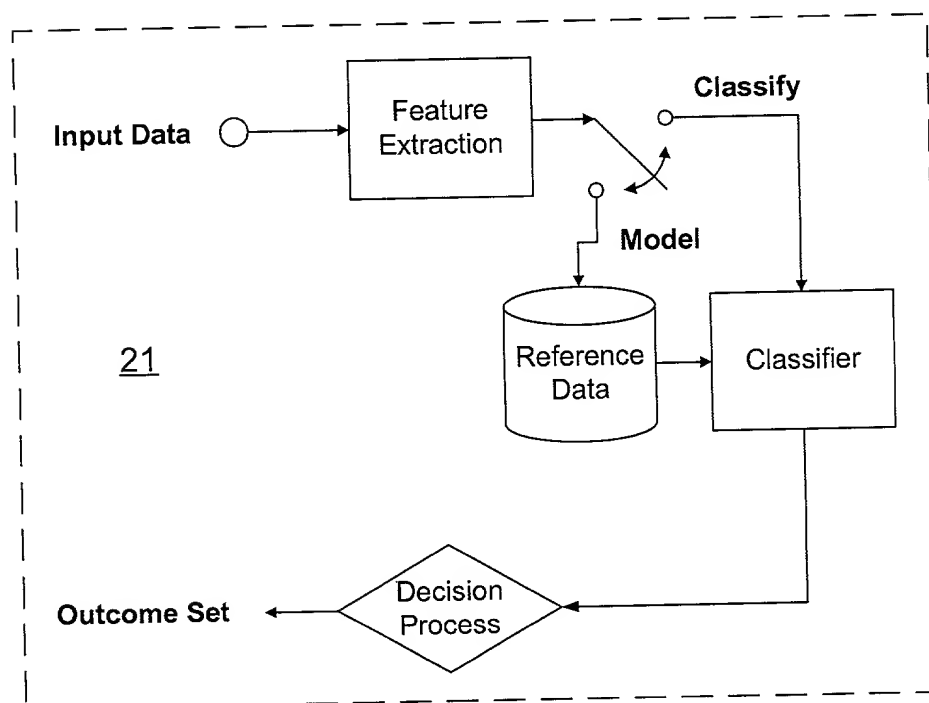 Classify
Input Data
Feature
Extraction
Model
21
Reference
Data
Classifier
Outcome Set
Decision
Process